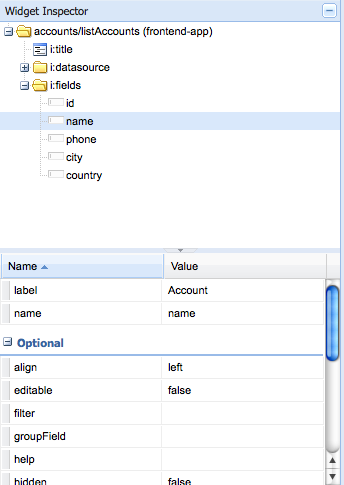 Widget Inspector
accounts/listAccounts (frontend-app)
i:title
i:datasource
i:fields
id
name
phone
city
country
Name Value
label Account
name name
Optional
align left
editable false
filter
groupField
help
hidden false